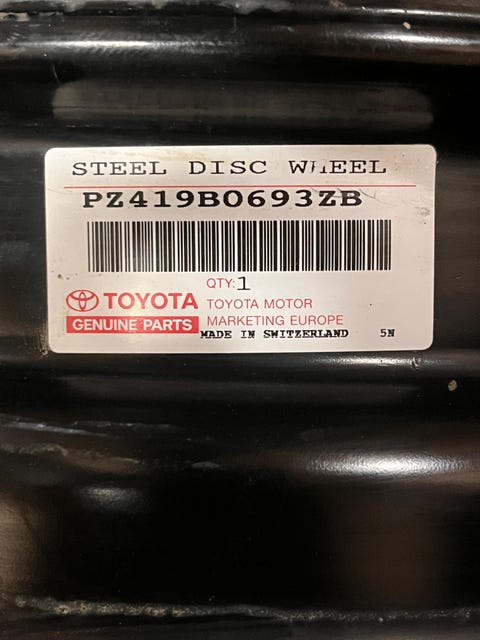 STEEL DISC WHEEL
PZ419B0693ZB
QTY:1
TOYOTA
GENUINE PARTS
TOYOTA MOTOR
MARKETING EUROPE
MADE IN SWITZERLAND 5N